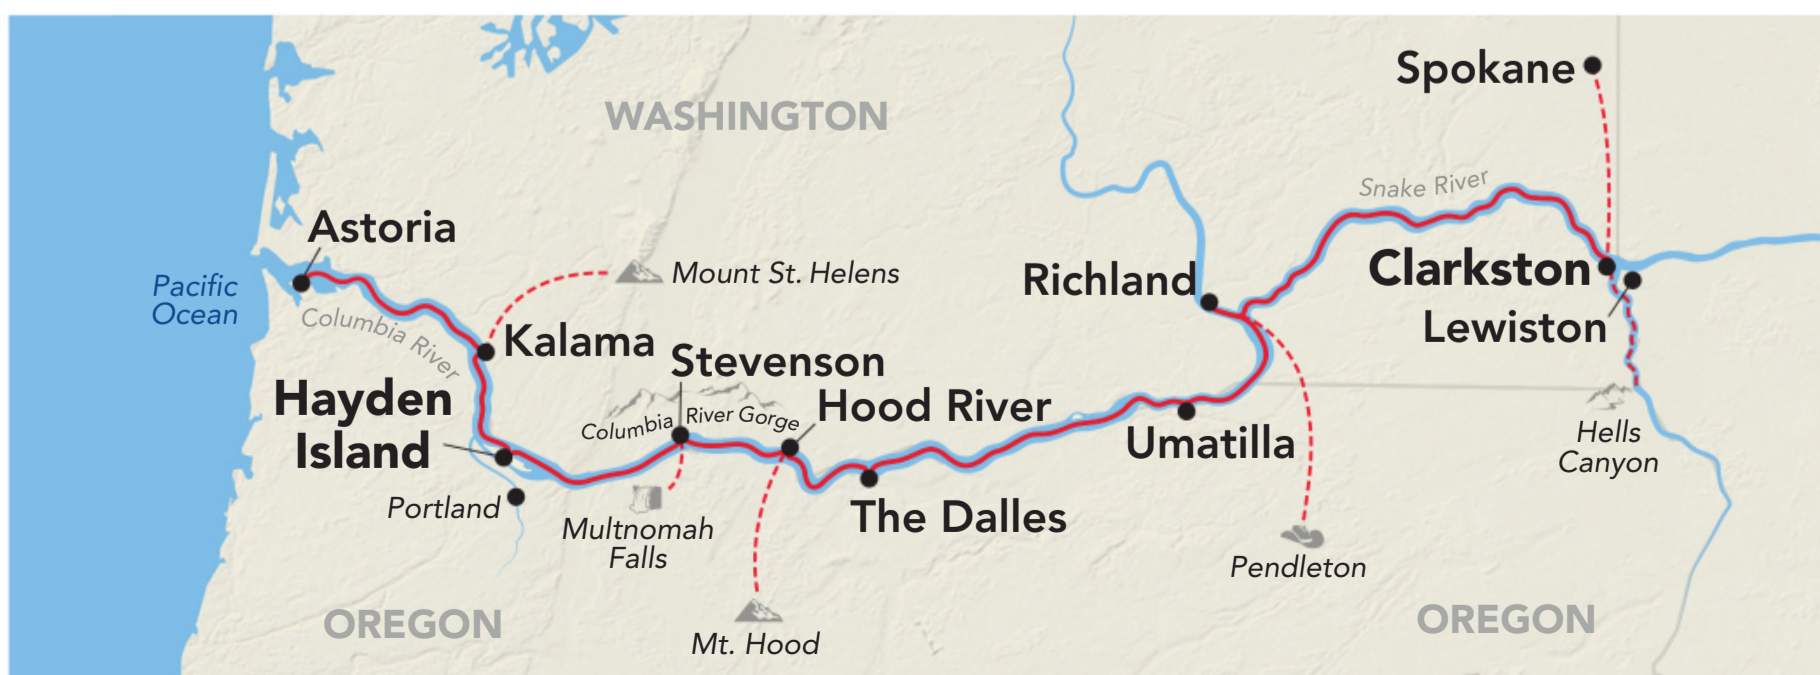 Spokane
WASHINGTON
Snake River
Astoria
Pacific
Ocean
Mount St. Helens
Richland
Clarkston
Columbia River
Kalama
Lewiston
Stevenson
Hayden
Island
Columbia River Gorge
Hood River
Umatilla
Hells
Canyon
Portland
Multnomah
Falls
The Dalles
Pendleton
OREGON
Mt. Hood
OREGON